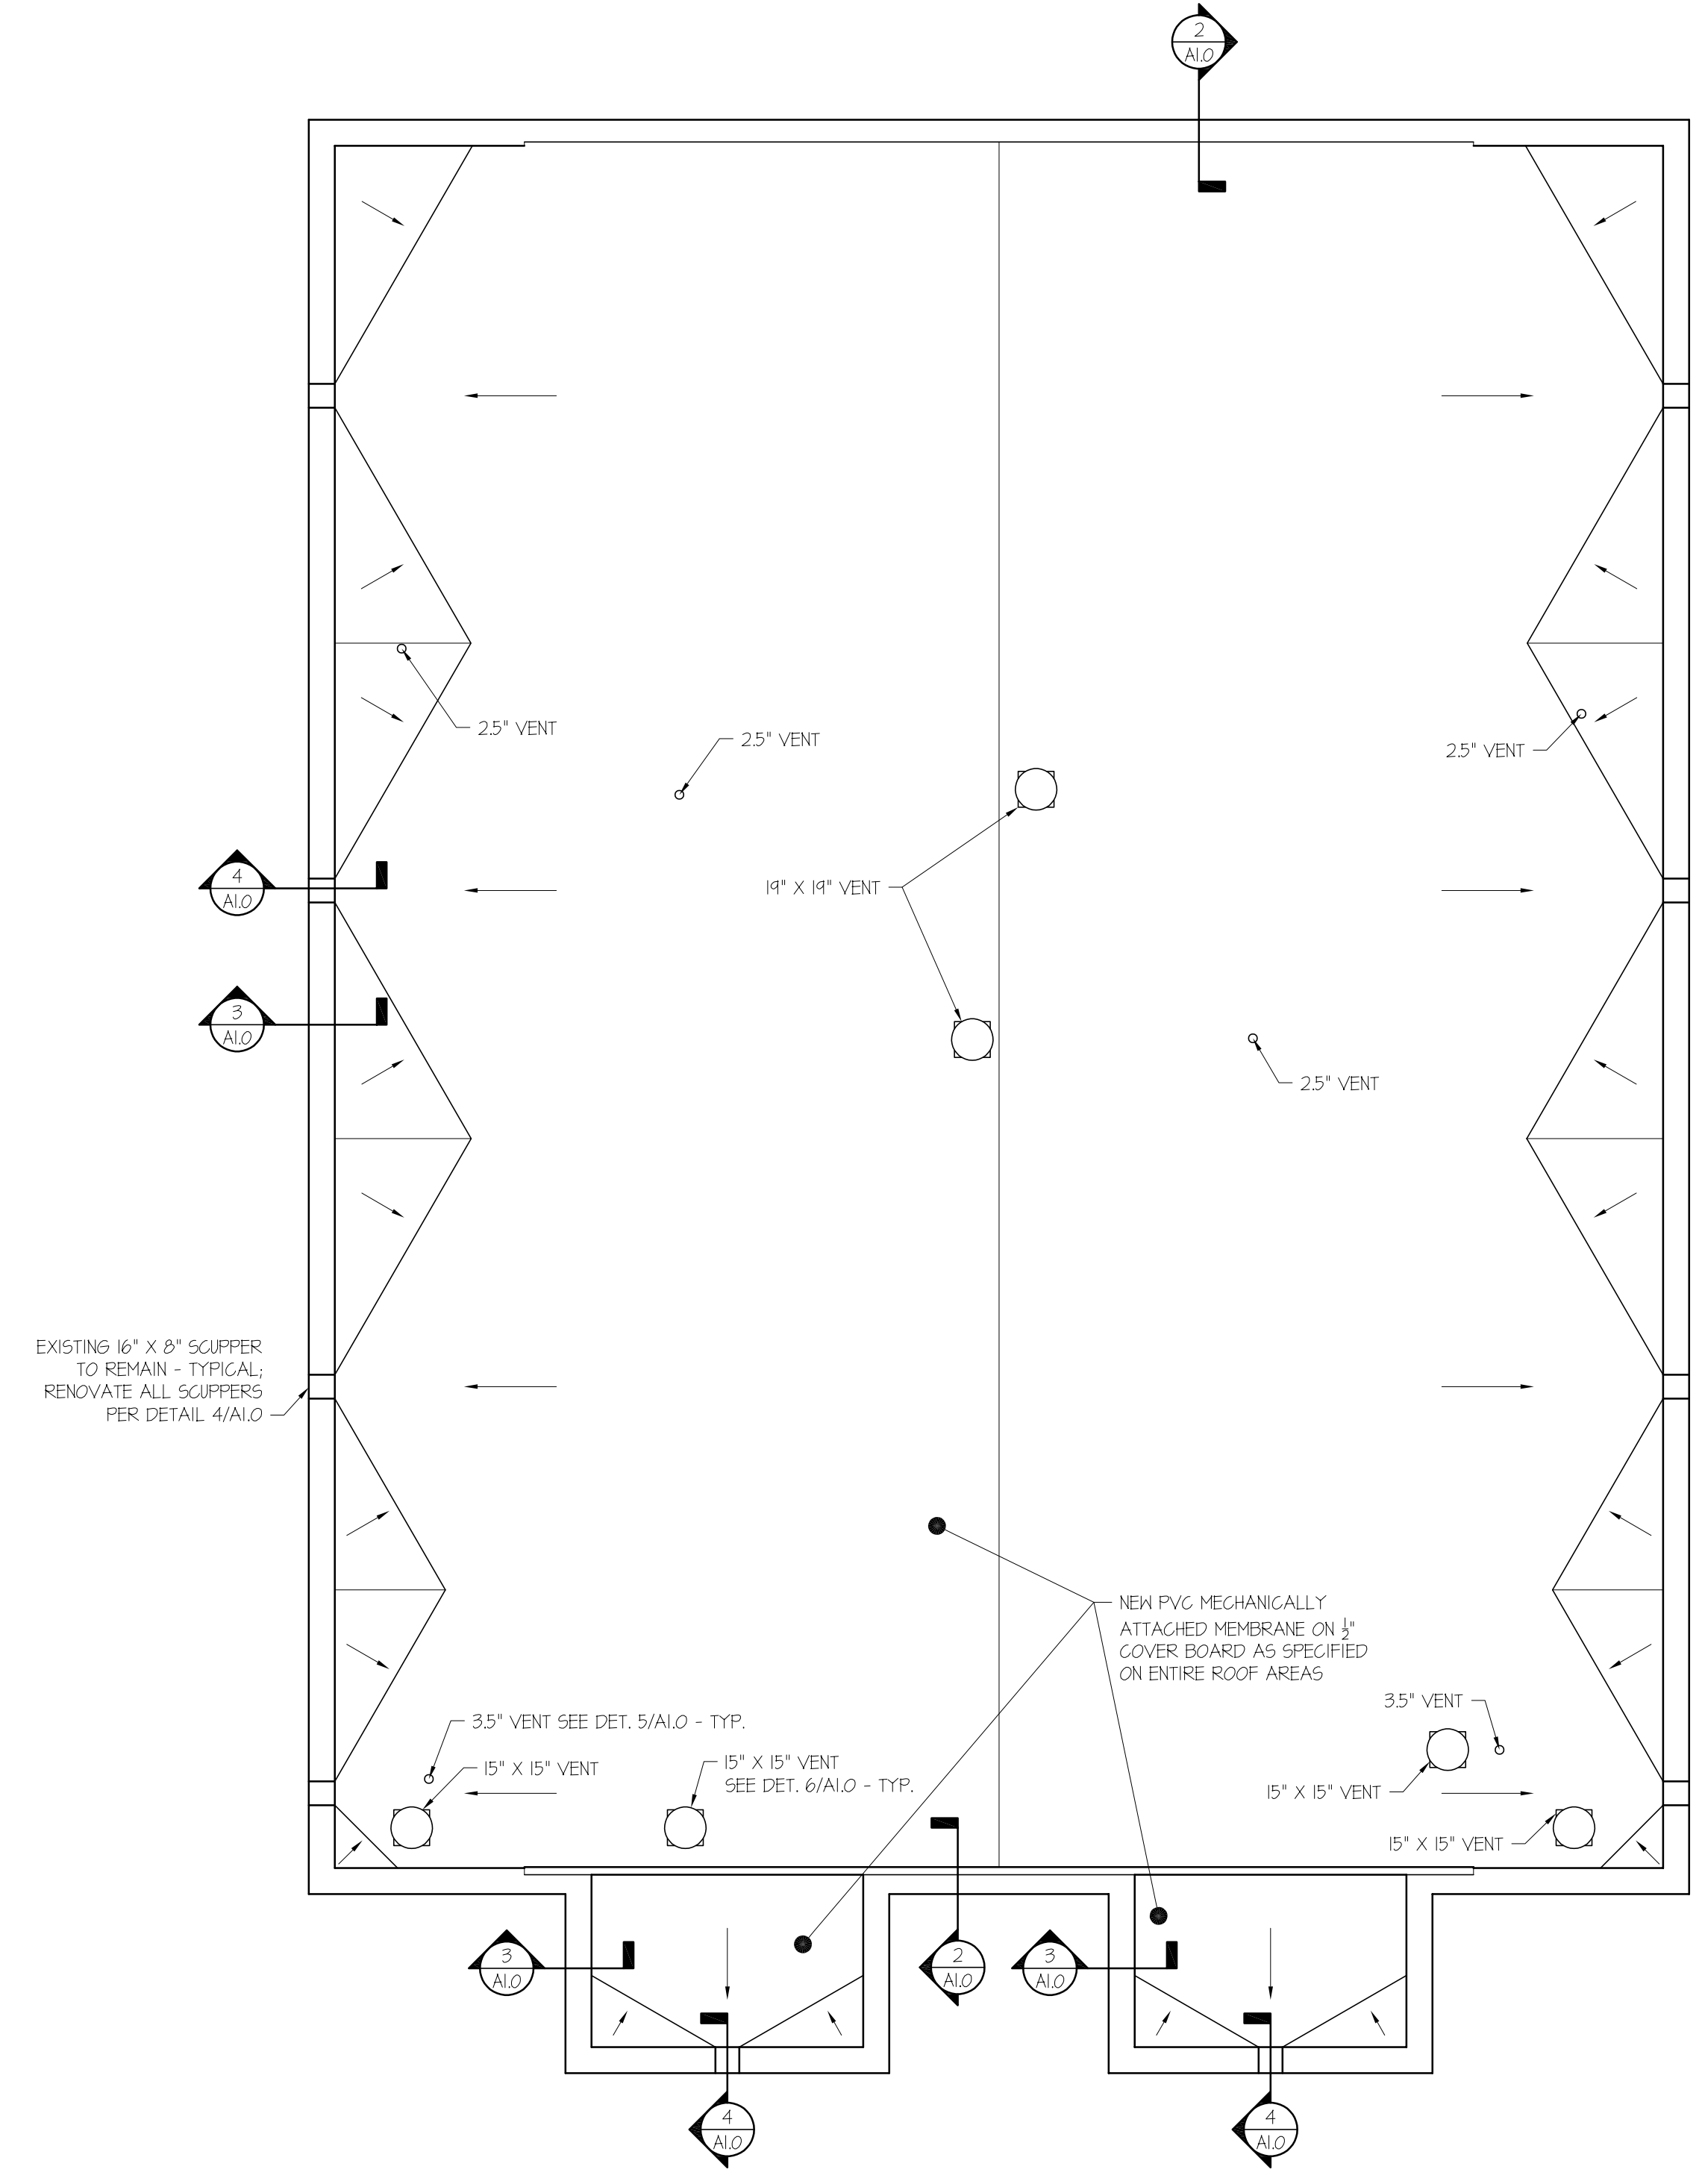 2
A1.0
2.5" VENT
2.5" VENT
2.5" VENT
4
A1.0
19" X 19" VENT
3
A1.0
2.5" VENT
EXISTING 16" X 8" SCUPPER
TO REMAIN - TYPICAL;
RENOVATE ALL SCUPPERS
PER DETAIL 4/A1.0
NEW PVC MECHANICALLY
ATTACHED MEMBRANE ON ½"
COVER BOARD AS SPECIFIED
ON ENTIRE ROOF AREAS
3.5" VENT
3.5" VENT SEE DET. 5/A1.0 - TYP.
15" X 15" VENT
15" X 15" VENT
SEE DET. 6/A1.0 - TYP.
15" X 15" VENT
15" X 15" VENT
3
A1.0
2
A1.0
3
A1.0
4
A1.0
4
A1.0